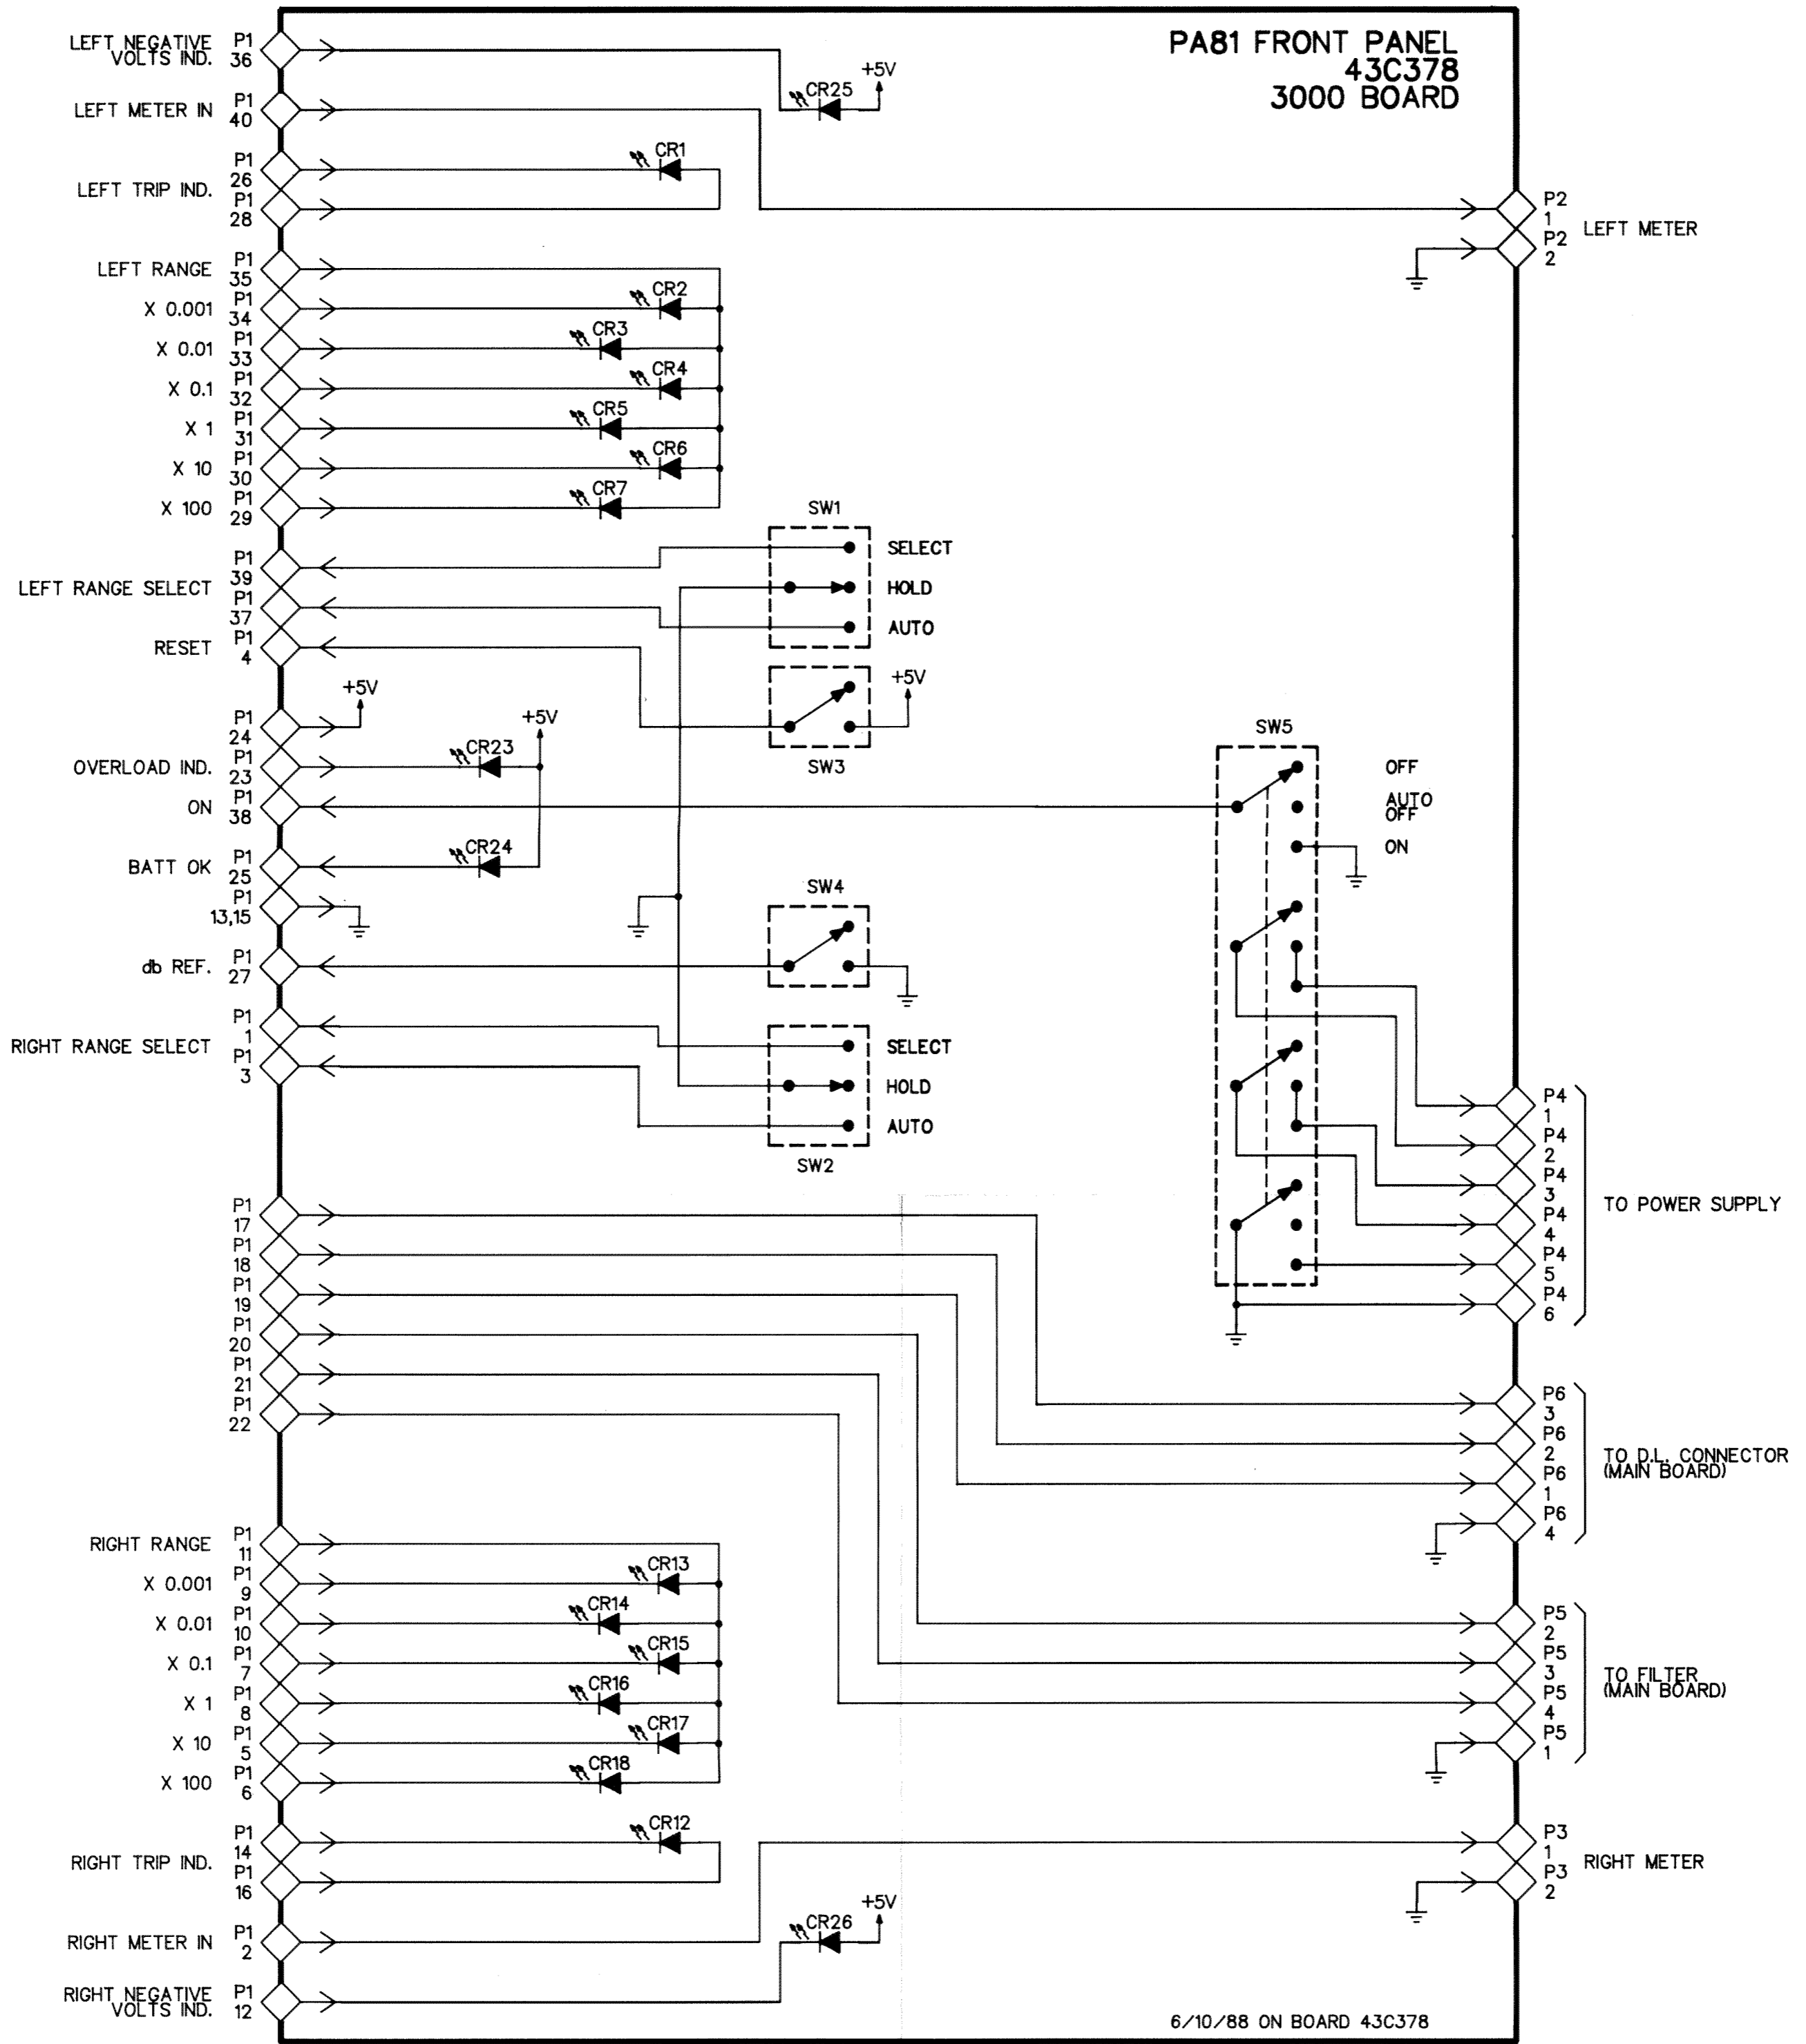 PA81 FRONT PANEL
43C378
3000 BOARD
LEFT NEGATIVE
VOLTS IND.
P1
36
+5V
CR25
LEFT METER IN
P1
40
LEFT TRIP IND.
P1
26
CR1
P1
28
P2
1
LEFT METER
P2
2
LEFT RANGE
P1
35
X 0.001
P1
34
CR2
X 0.01
P1
33
CR3
X 0.1
P1
32
CR4
X 1
P1
31
CR5
X 10
P1
30
CR6
X 100
P1
29
CR7
SW1
SELECT
HOLD
AUTO
LEFT RANGE SELECT
P1
39
P1
37
RESET
P1
4
+5V
SW3
+5V
P1
24
+5V
OVERLOAD IND.
P1
23
CR23
ON
P1
38
BATT OK
P1
25
CR24
P1
13,15
SW5
OFF
AUTO
OFF
ON
SW4
db REF.
P1
27
RIGHT RANGE SELECT
P1
1
P1
3
SELECT
HOLD
AUTO
SW2
P4
1
P4
2
P4
3
P4
4
P4
5
P4
6
TO POWER SUPPLY
P1
17
P1
18
P1
19
P1
20
P1
21
P1
22
P6
3
P6
2
P6
1
P6
4
TO D.L. CONNECTOR
(MAIN BOARD)
RIGHT RANGE
P1
11
X 0.001
P1
9
CR13
X 0.01
P1
10
CR14
X 0.1
P1
7
CR15
X 1
P1
8
CR16
X 10
P1
5
CR17
X 100
P1
6
CR18
P5
2
P5
3
P5
4
P5
1
TO FILTER
(MAIN BOARD)
RIGHT TRIP IND.
P1
14
CR12
P1
16
P3
1
RIGHT METER
P3
2
RIGHT METER IN
P1
2
+5V
CR26
RIGHT NEGATIVE
VOLTS IND.
P1
12
6/10/88 ON BOARD 43C378